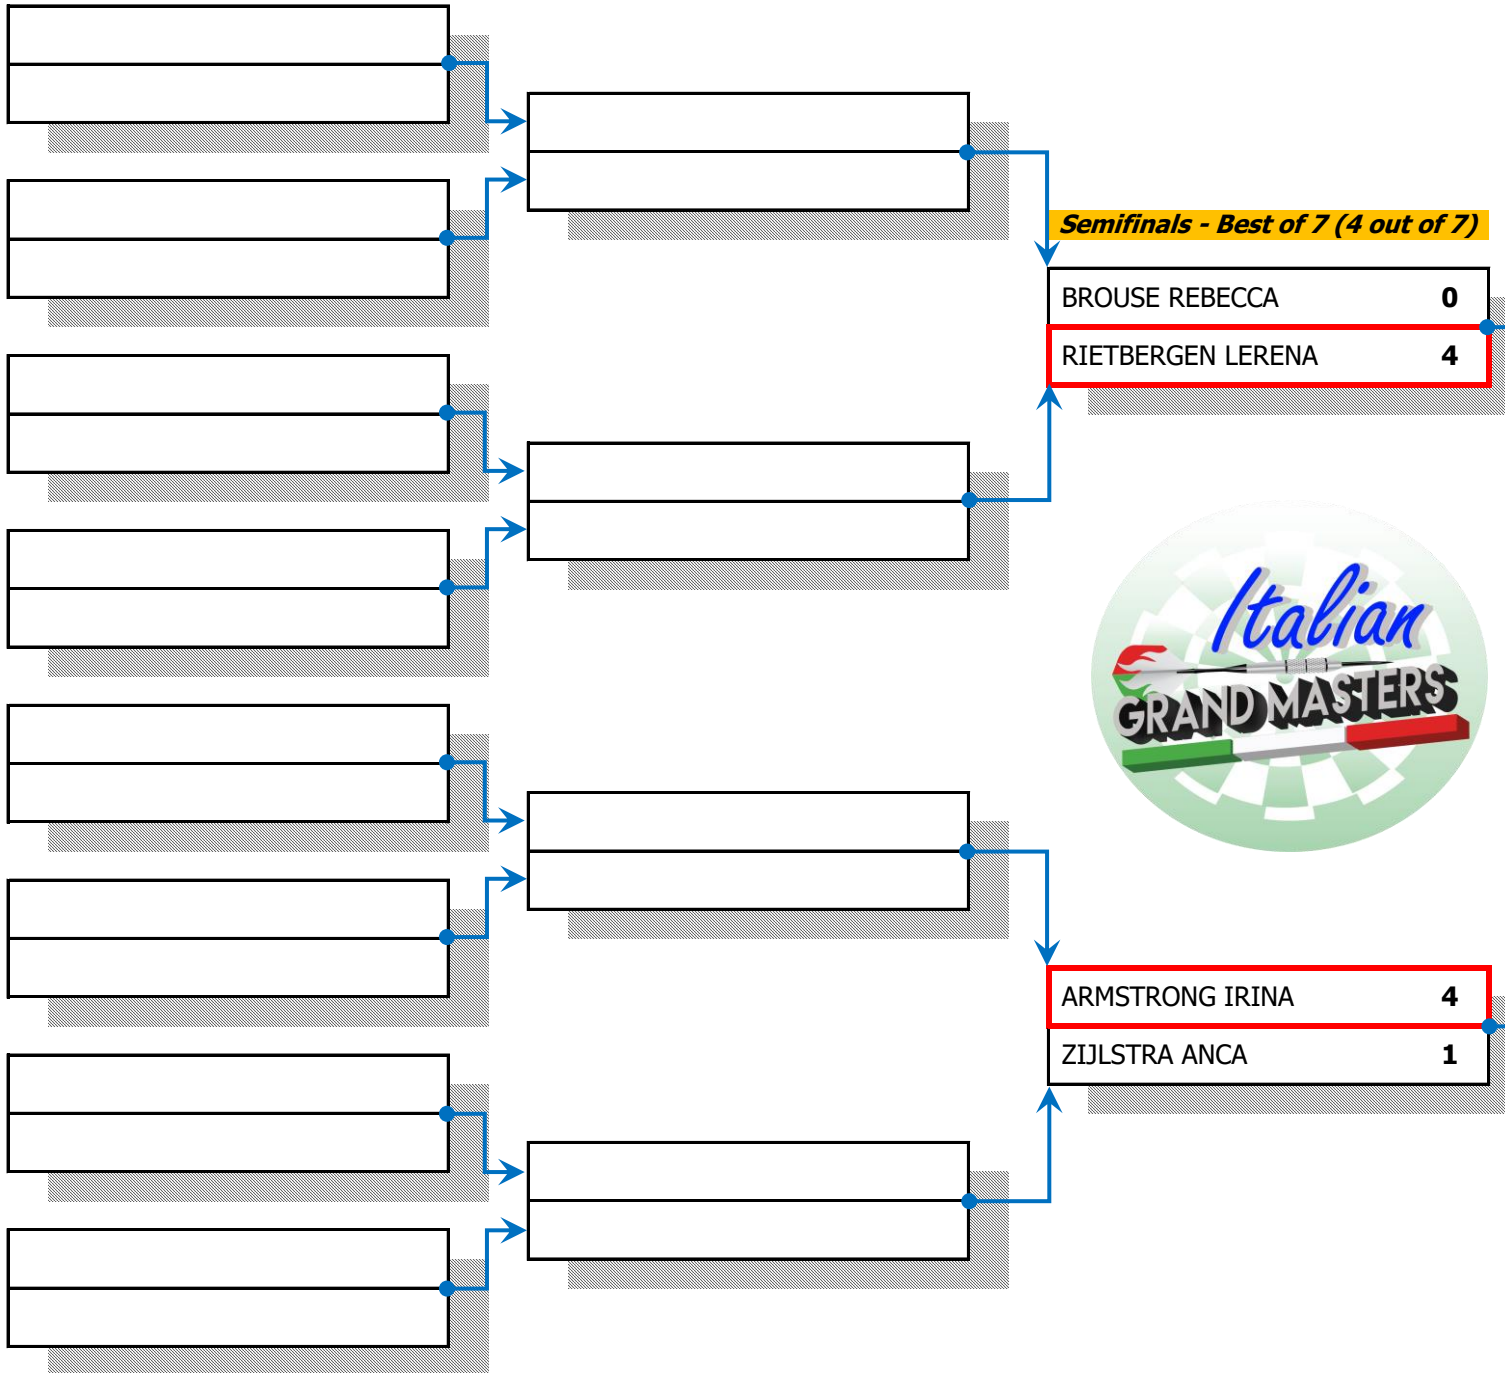 Semifinals - Best of 7 (4 out of 7)
BROUSE REBECCA 0
RIETBERGEN LERENA 4
Italian
GRAND MASTERS
ARMSTRONG IRINA 4
ZIJLSTRA ANCA 1